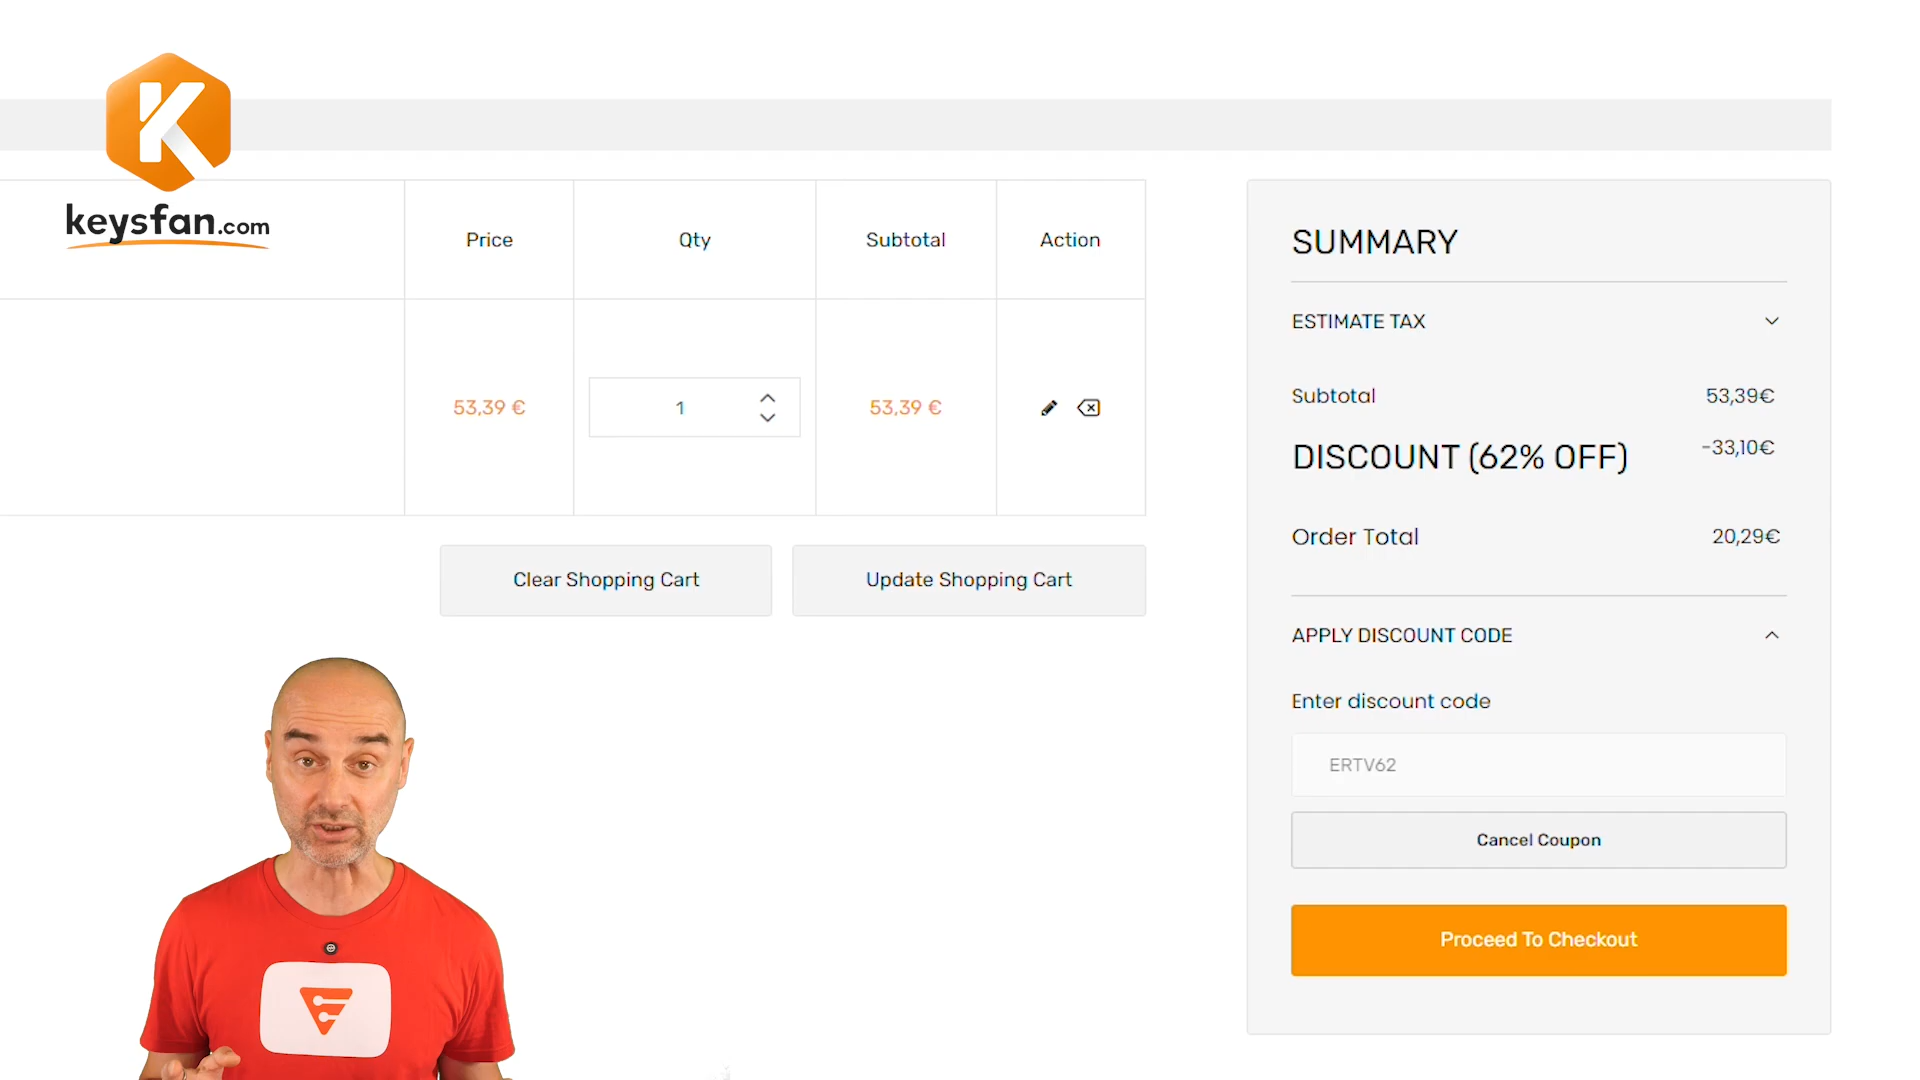 keysfan.com
Price
Qty
Subtotal
Action
53,39 €
1
53,39 €
Clear Shopping Cart
Update Shopping Cart
SUMMARY
ESTIMATE TAX
Subtotal
53,39€
DISCOUNT (62% OFF)
-33,10€
Order Total
20,29€
APPLY DISCOUNT CODE
Enter discount code
ERTV62
Cancel Coupon
Proceed To Checkout